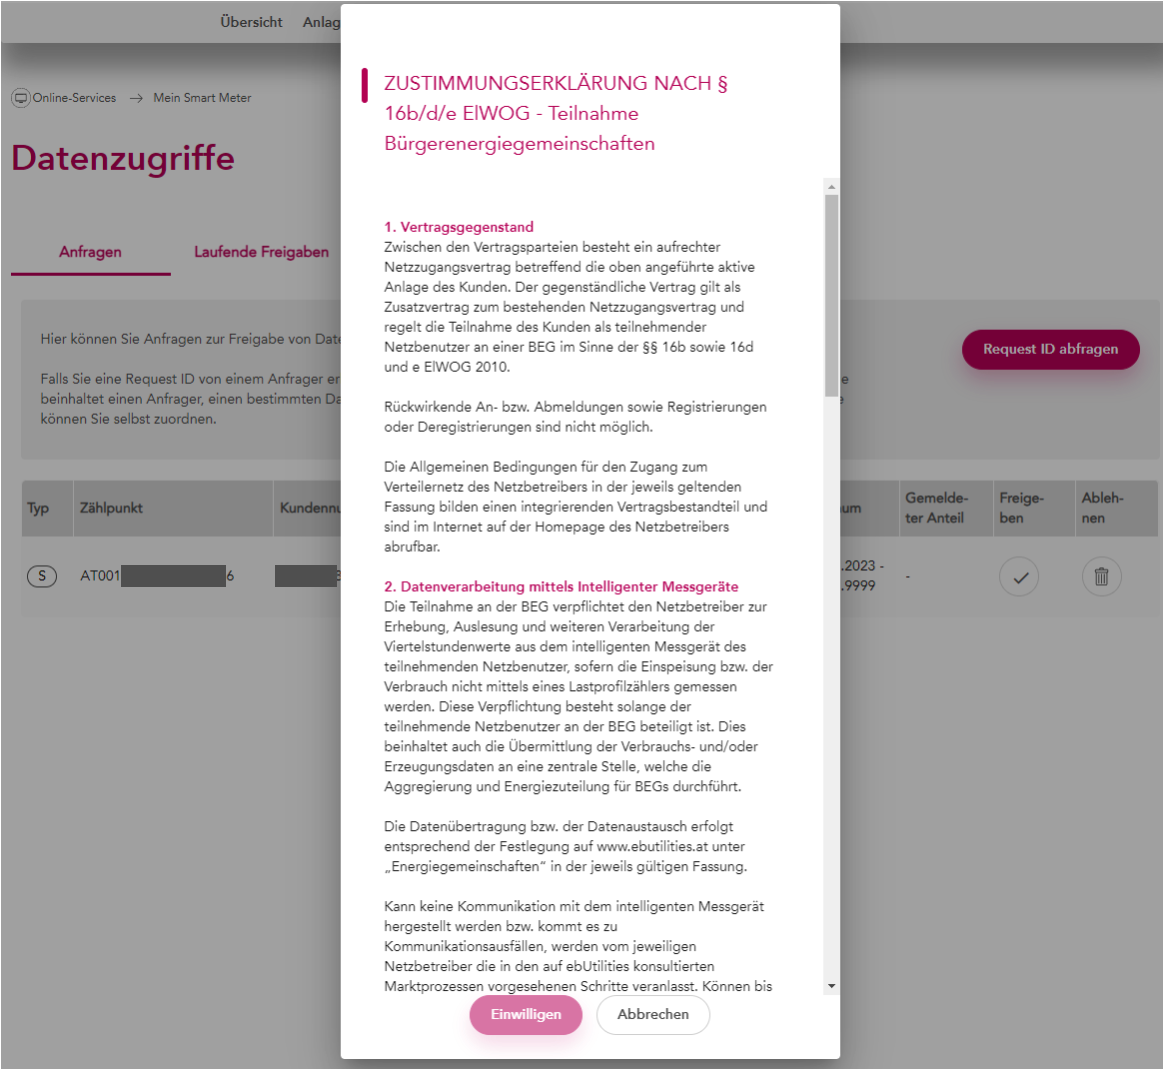 Übersicht Anlag
Online-Services → Mein Smart Meter
Datenzugriffe
Anfragen Laufende Freigaben
Hier können Sie Anfragen zur Freigabe von Date
Falls Sie eine Request ID von einem Anfrager er
beinhaltet einen Anfrager, einen bestimmten Da
können Sie selbst zuordnen.
e
e
Request ID abfragen
Typ Zählpunkt Kundennu
um
Gemelde-
ter Anteil
Freige-
ben
Ableh-
nen
S AT001 6
.2023 -
.9999
-
ZUSTIMMUNGSERKLÄRUNG NACH §
16b/d/e ElWOG - Teilnahme
Bürgerenergiegemeinschaften
1. Vertragsgegenstand
Zwischen den Vertragsparteien besteht ein aufrechter
Netzzugangsvertrag betreffend die oben angeführte aktive
Anlage des Kunden. Der gegenständliche Vertrag gilt als
Zusatzvertrag zum bestehenden Netzzugangsvertrag und
regelt die Teilnahme des Kunden als teilnehmender
Netzbenutzer an einer BEG im Sinne der §§ 16b sowie 16d
und e ElWOG 2010.
Rückwirkende An- bzw. Abmeldungen sowie Registrierungen
oder Deregistrierungen sind nicht möglich.
Die Allgemeinen Bedingungen für den Zugang zum
Verteilernetz des Netzbetreibers in der jeweils geltenden
Fassung bilden einen integrierenden Vertragsbestandteil und
sind im Internet auf der Homepage des Netzbetreibers
abrufbar.
2. Datenverarbeitung mittels Intelligenter Messgeräte
Die Teilnahme an der BEG verpflichtet den Netzbetreiber zur
Erhebung, Auslesung und weiteren Verarbeitung der
Viertelstundenwerte aus dem intelligenten Messgerät des
teilnehmenden Netzbenutzer, sofern die Einspeisung bzw. der
Verbrauch nicht mittels eines Lastprofilzählers gemessen
werden. Diese Verpflichtung besteht solange der
teilnehmende Netzbenutzer an der BEG beteiligt ist. Dies
beinhaltet auch die Übermittlung der Verbrauchs- und/oder
Erzeugungsdaten an eine zentrale Stelle, welche die
Aggregierung und Energiezuteilung für BEGs durchführt.
Die Datenübertragung bzw. der Datenaustausch erfolgt
entsprechend der Festlegung auf www.ebutilities.at unter
„Energiegemeinschaften“ in der jeweils gültigen Fassung.
Kann keine Kommunikation mit dem intelligenten Messgerät
hergestellt werden bzw. kommt es zu
Kommunikationsausfällen, werden vom jeweiligen
Netzbetreiber die in den auf ebUtilities konsultierten
Marktprozessen vorgesehenen Schritte veranlasst. Können bis
Einwilligen Abbrechen